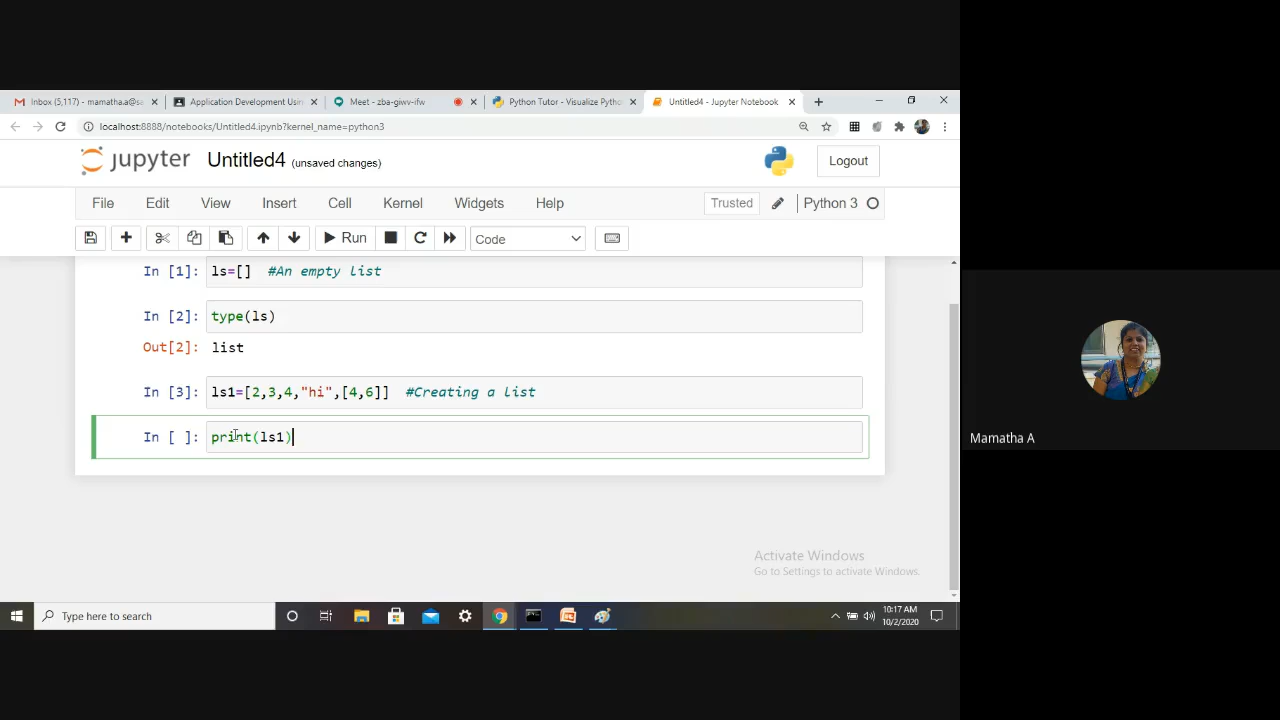 Inbox (5,117) - mamatha.a@sa
Application Development Usin
Meet - zba-giwv-ifw
Python Tutor - Visualize Pytho
Untitled4 - Jupyter Notebook
localhost:8888/notebooks/Untitled4.ipynb?kernel_name=python3
jupyter Untitled4 (unsaved changes)
Logout
File Edit View Insert Cell Kernel Widgets Help
Trusted
Python 3
Run
Code
In [1]: ls=[] #An empty list
In [2]: type(ls)
Out[2]: list
In [3]: ls1=[2,3,4,"hi",[4,6]] #Creating a list
In [ ]: print(ls1)
Mamatha A
Activate Windows
Go to Settings to activate Windows.
Type here to search
10:17 AM
10/2/2020